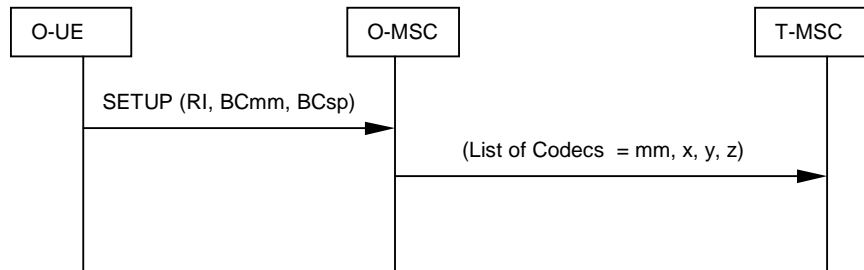 O-UE
O-MSC
T-MSC
SETUP (RI, BCmm, BCsp)
(List of Codecs = mm, x, y, z)